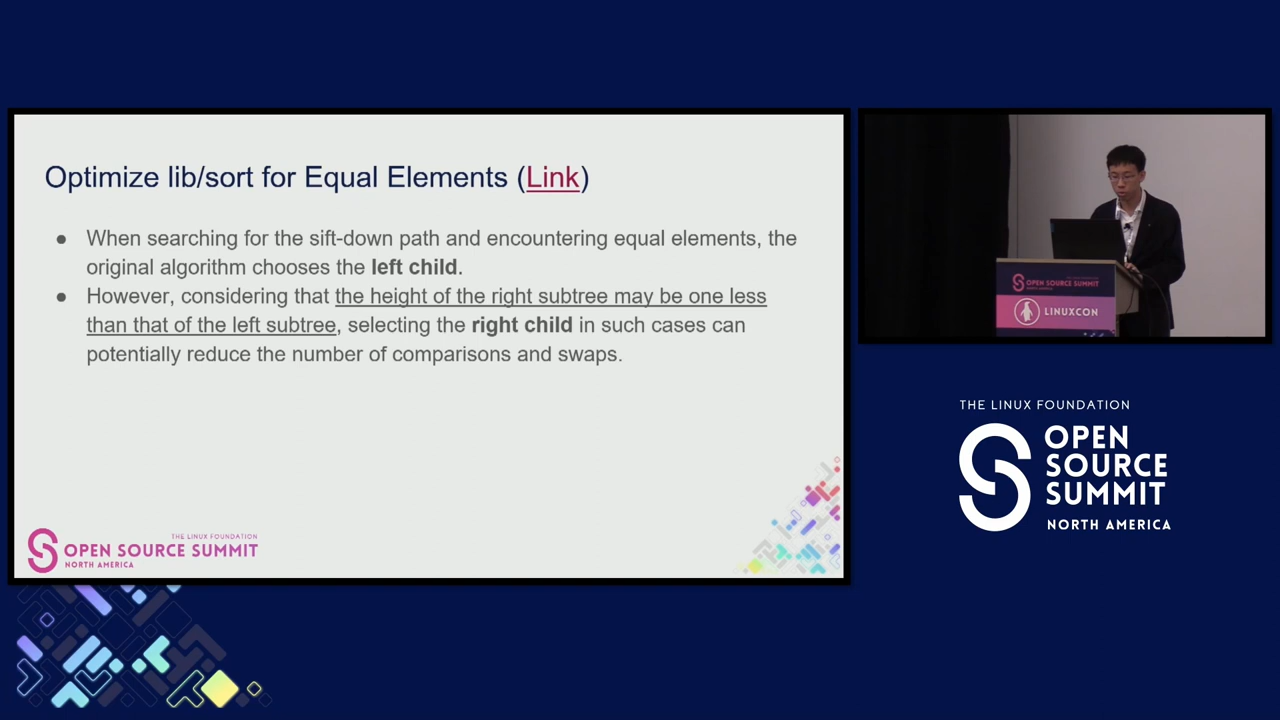 Optimize lib/sort for Equal Elements (Link)
● When searching for the sift-down path and encountering equal elements, the
original algorithm chooses the left child.
● However, considering that the height of the right subtree may be one less
than that of the left subtree, selecting the right child in such cases can
potentially reduce the number of comparisons and swaps.
THE LINUX FOUNDATION
OPEN SOURCE SUMMIT
NORTH AMERICA
OPEN SOURCE SUMMIT
LINUXCON
THE LINUX FOUNDATION
OPEN
SOURCE
SUMMIT
NORTH AMERICA